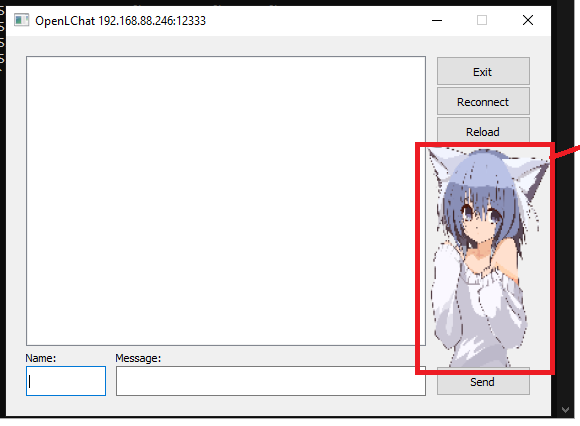 OpenLChat 192.168.88.246:12333
Exit
Reconnect
Reload
Name:
Message:
Send